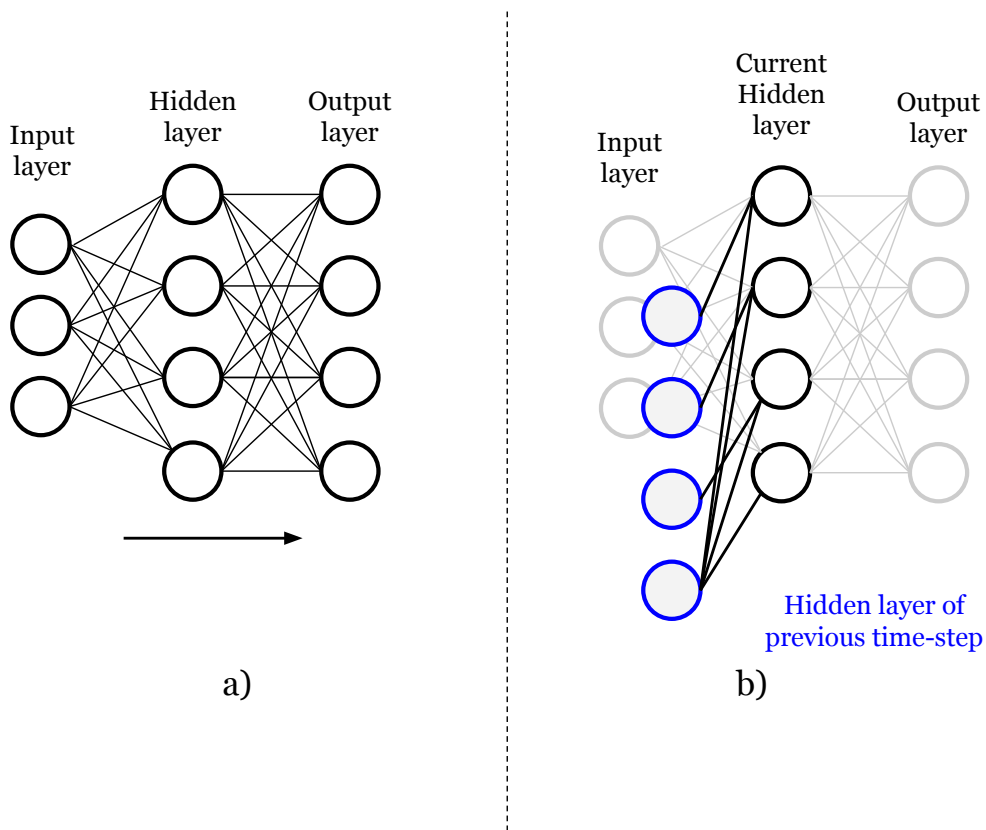 Input
layer
Hidden
layer
Output
layer
a)
Input
layer
Current
Hidden
layer
Output
layer
Hidden layer of
previous time-step
b)